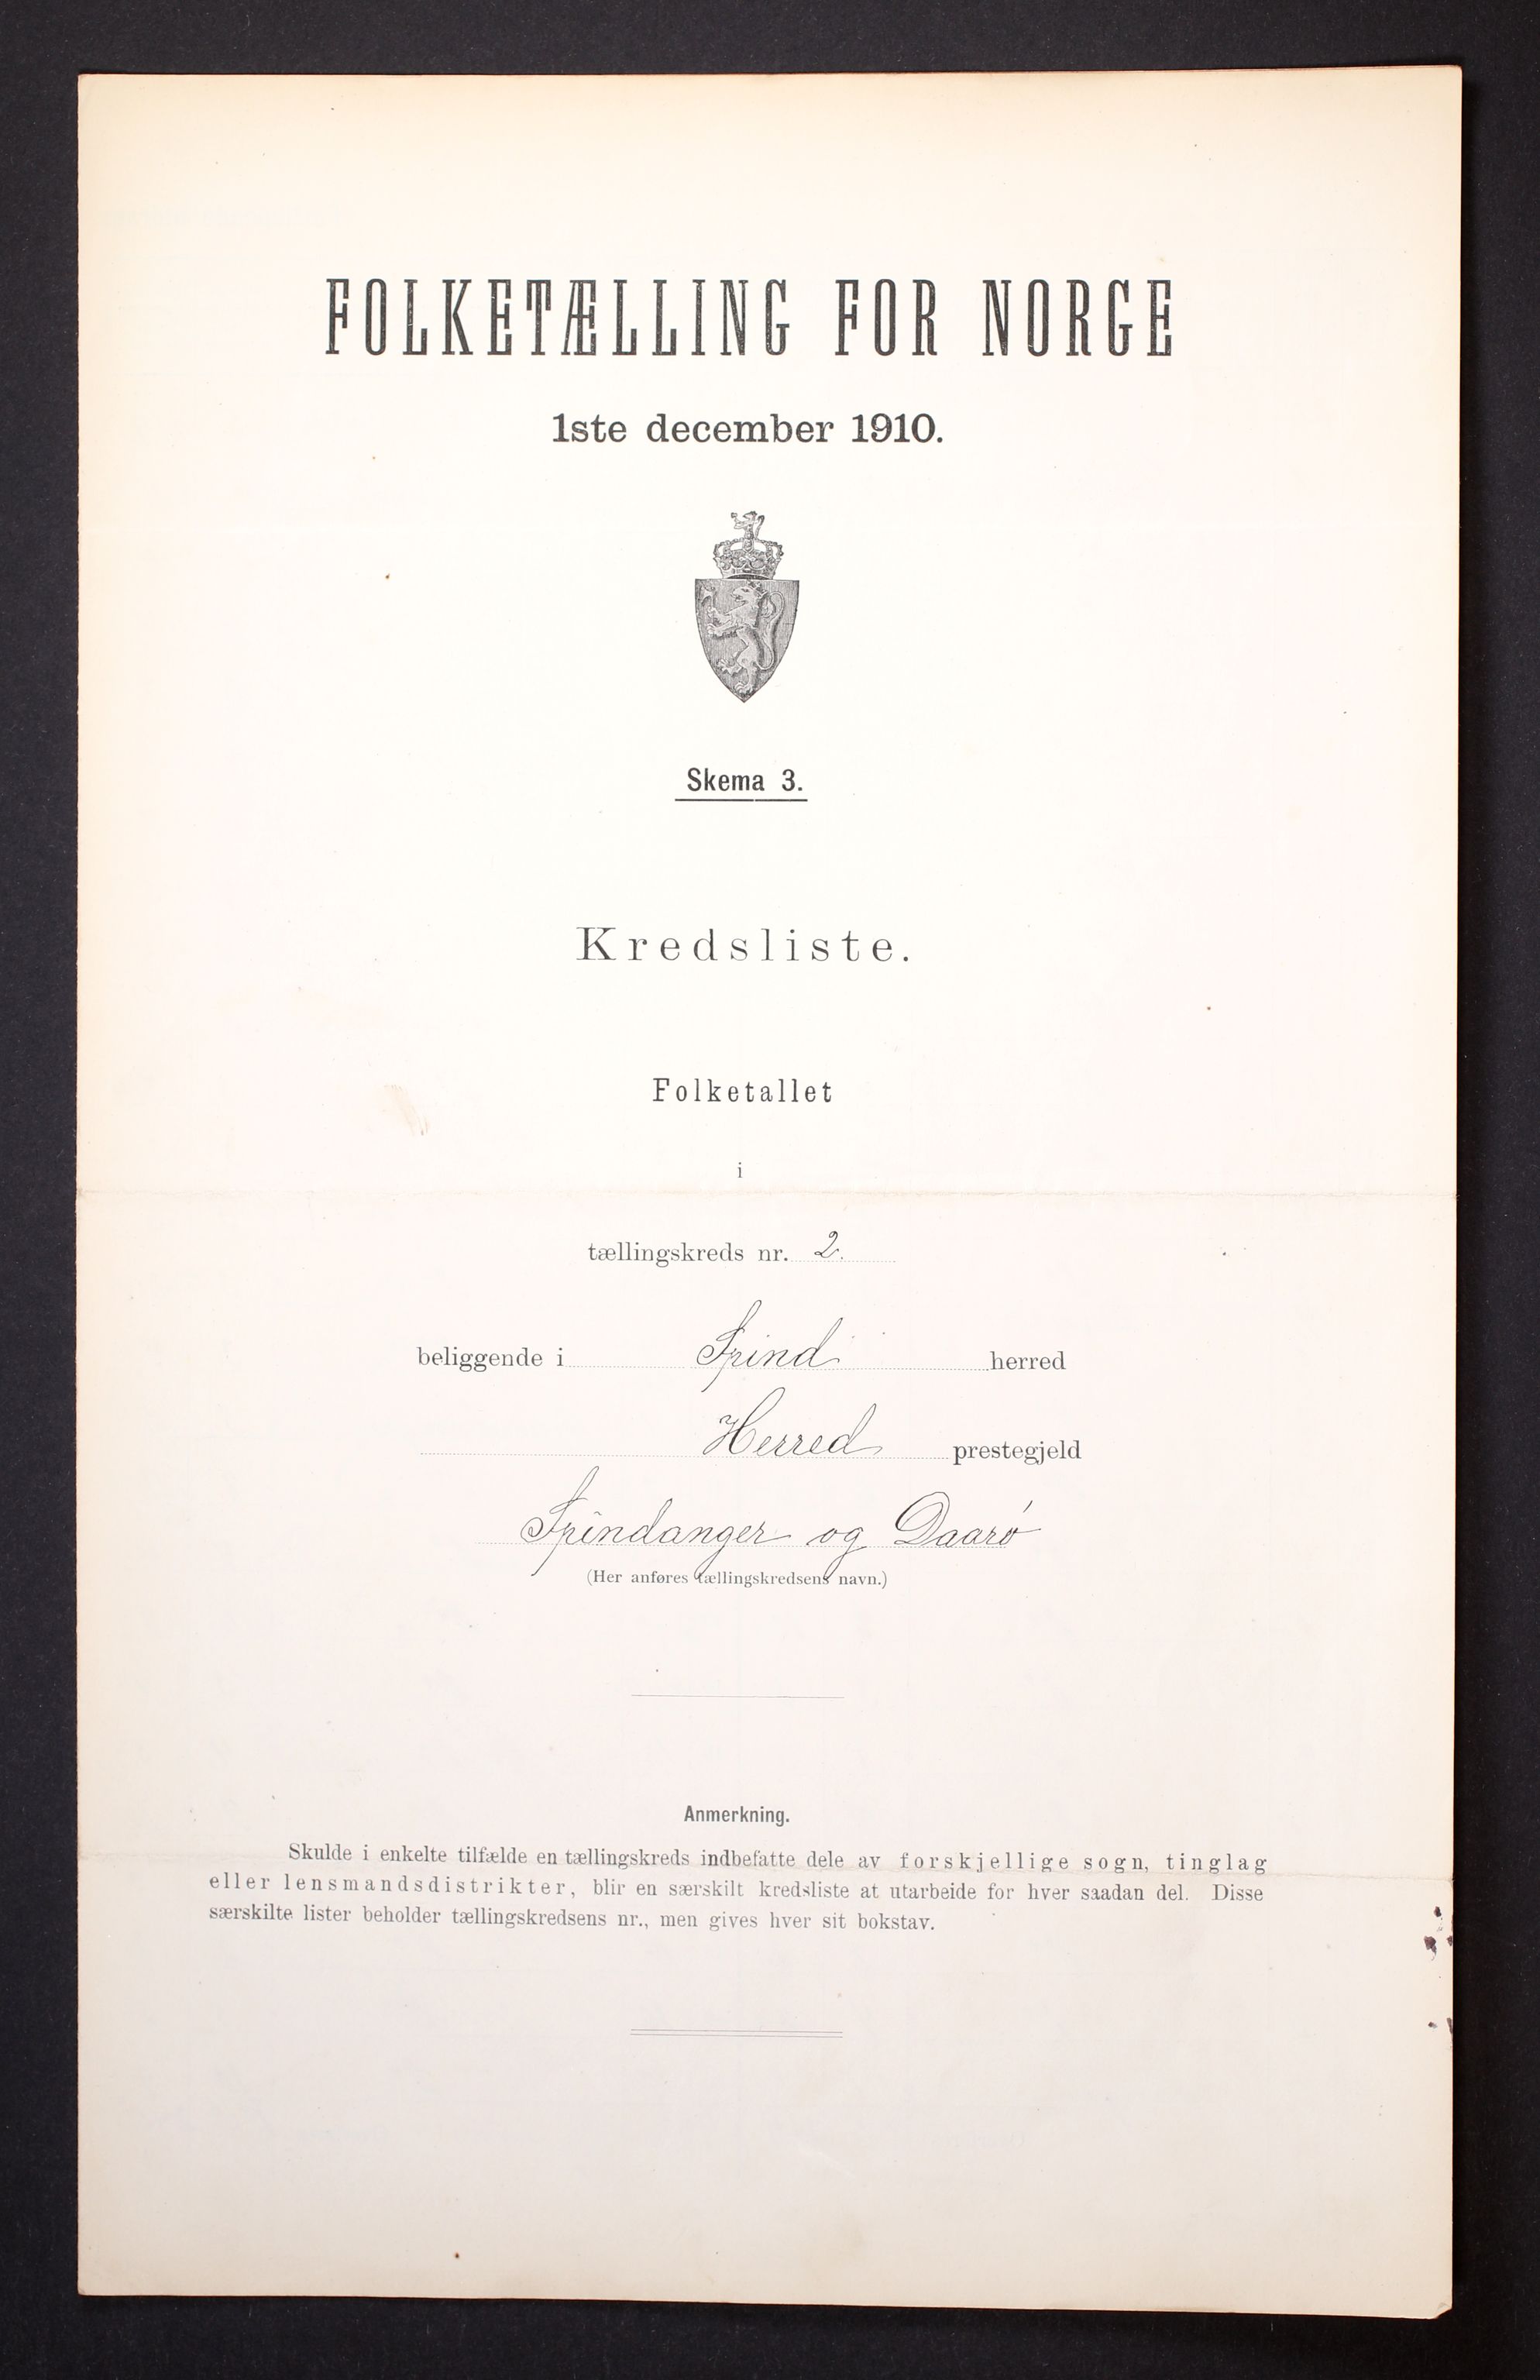 FOLKETÆLLING FOR NORGE
1ste december 1910.
Skema 3.
Kredsliste.
Folketallet
i
tællingskreds nr. 2.
beliggende i Spind herred
Herred prestegjeld
Spindanger og Daarø
(Her anføres tællingskredsens navn.)
Anmerkning.
Skulde i enkelte tilfælde en tællingskreds indbefatte dele av forskjellige sogn, tinglag
eller lensmandsdistrikter, blir en særskilt kredsliste at utarbeide for hver saadan del. Disse
særskilte lister beholder tællingskredsens nr., men gives hver sit bokstav.